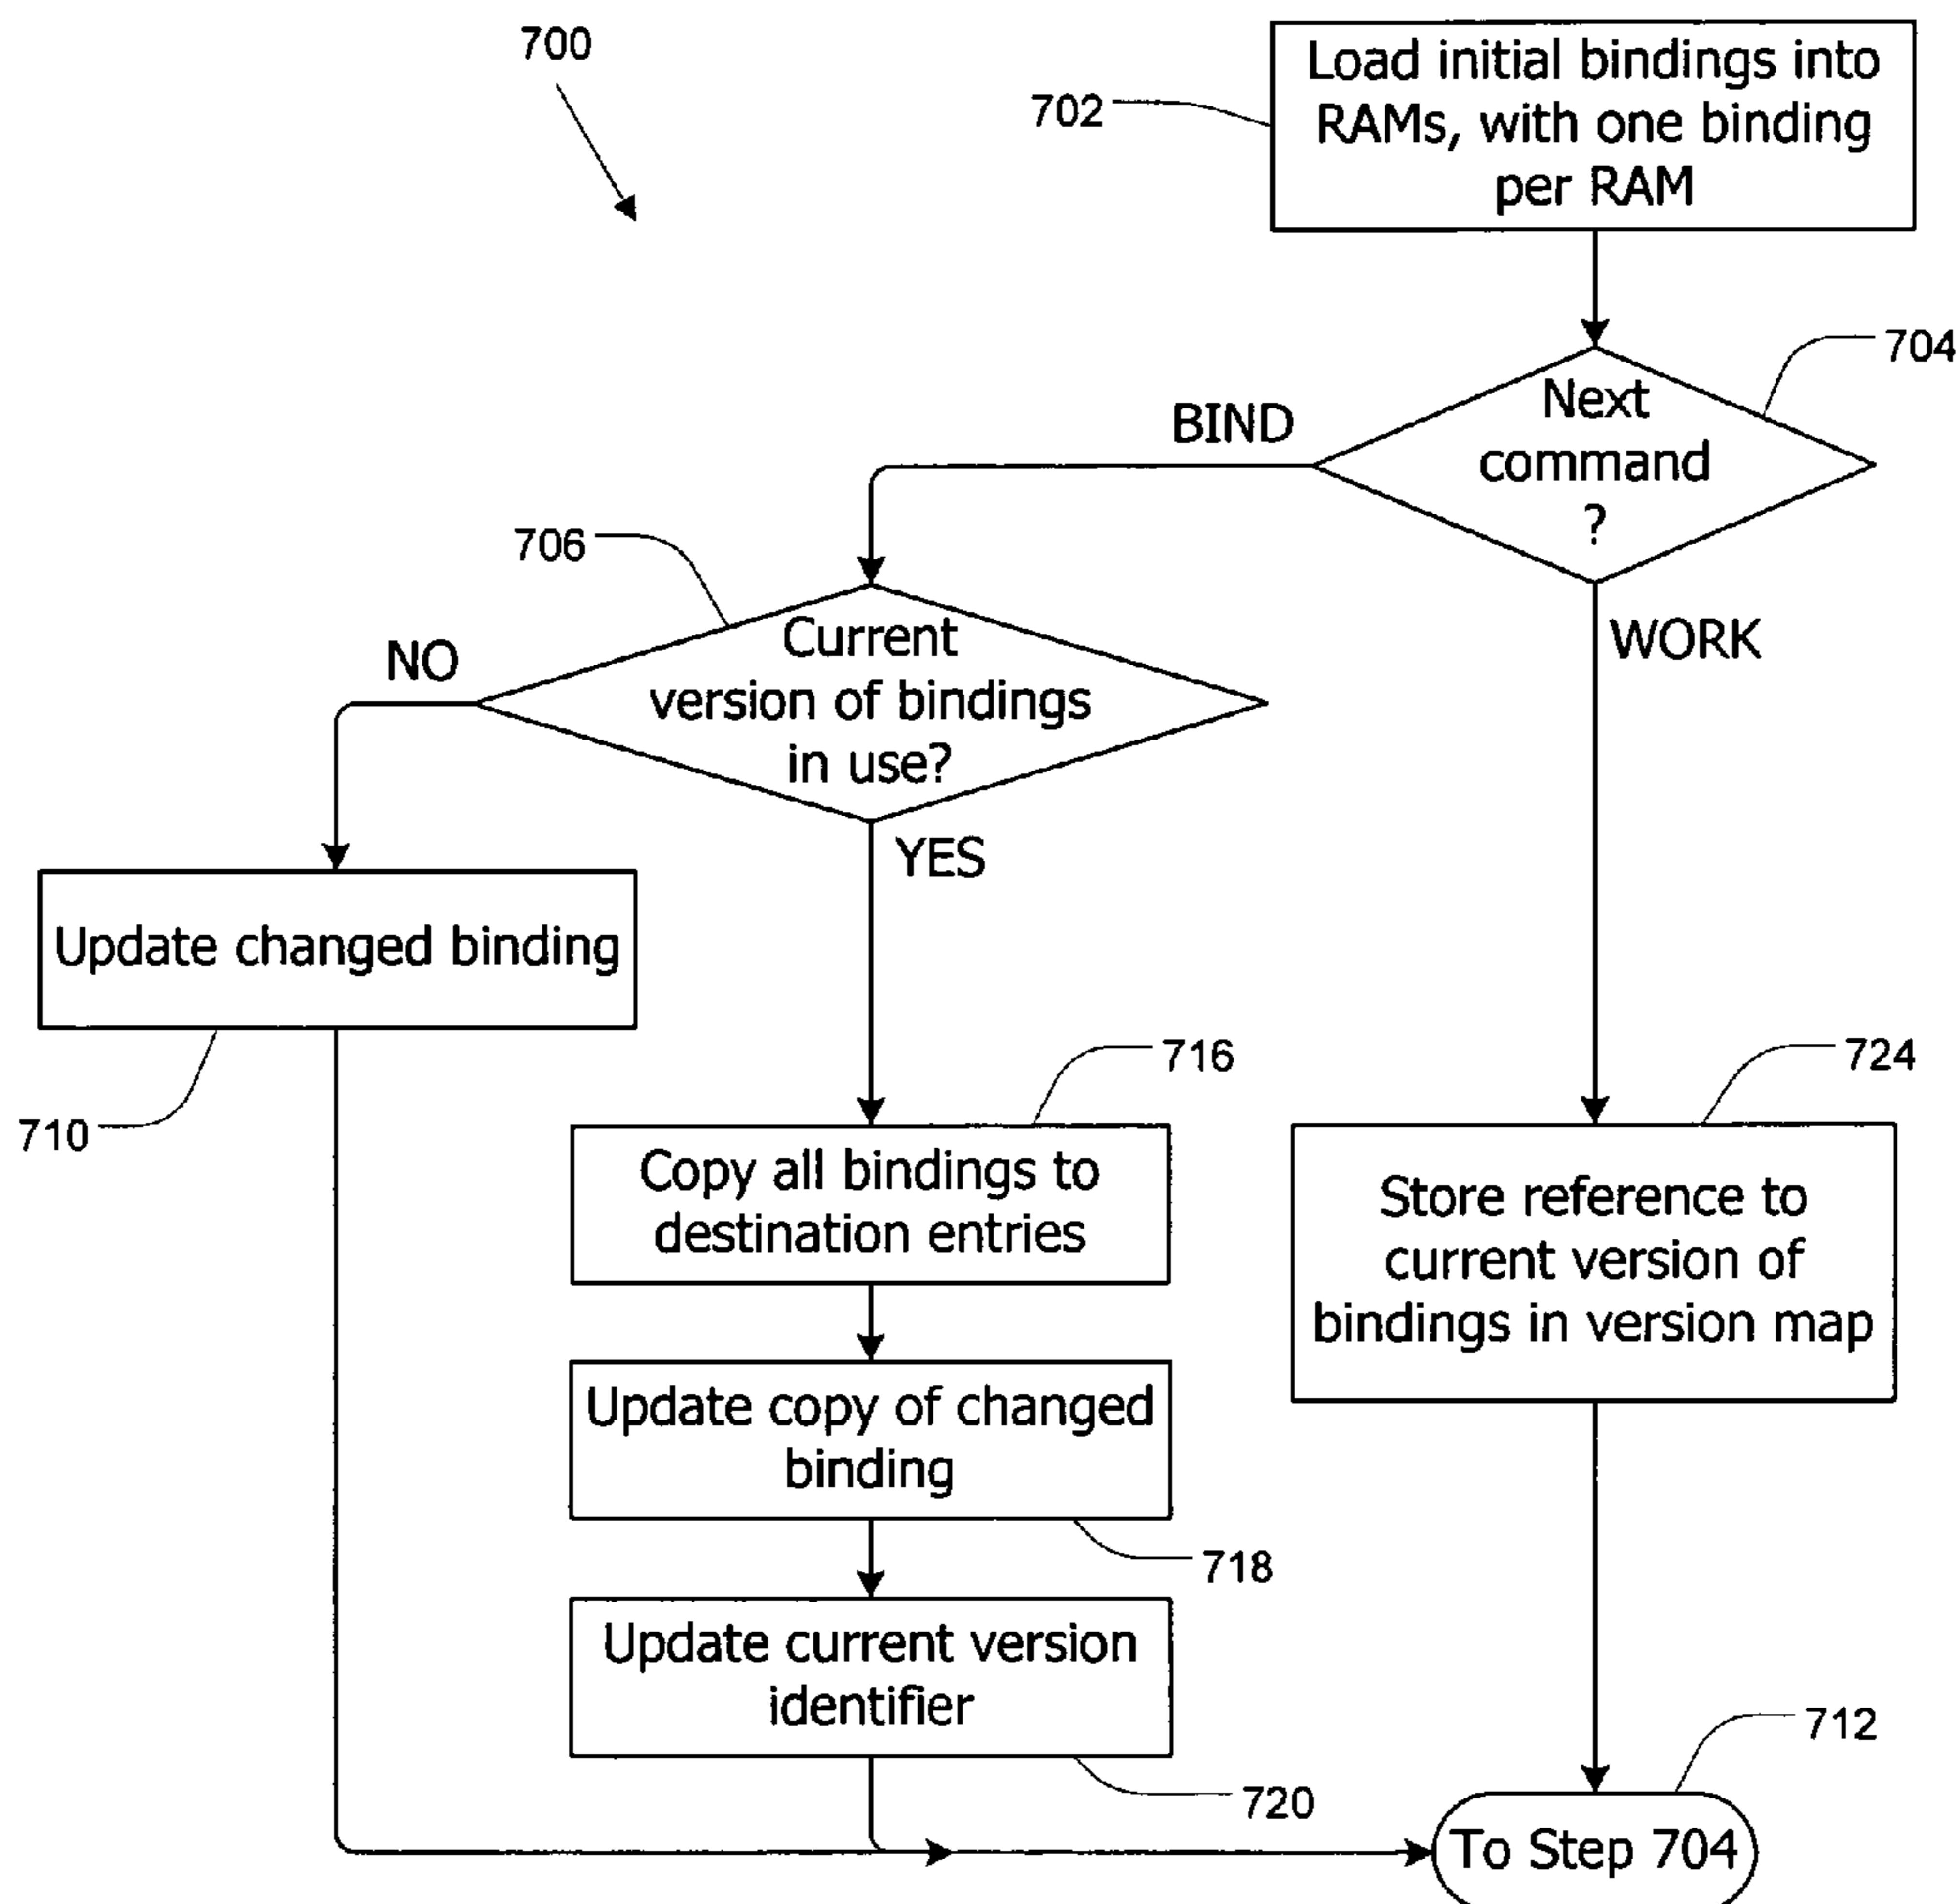 700
702
Load initial bindings into
RAMs, with one binding
per RAM
704
Next
command
?
BIND
WORK
706
Current
version of bindings
in use?
NO
YES
Update changed binding
710
716
Copy all bindings to
destination entries
724
Store reference to
current version of
bindings in version map
Update copy of changed
binding
718
Update current version
identifier
720
712
To Step 704